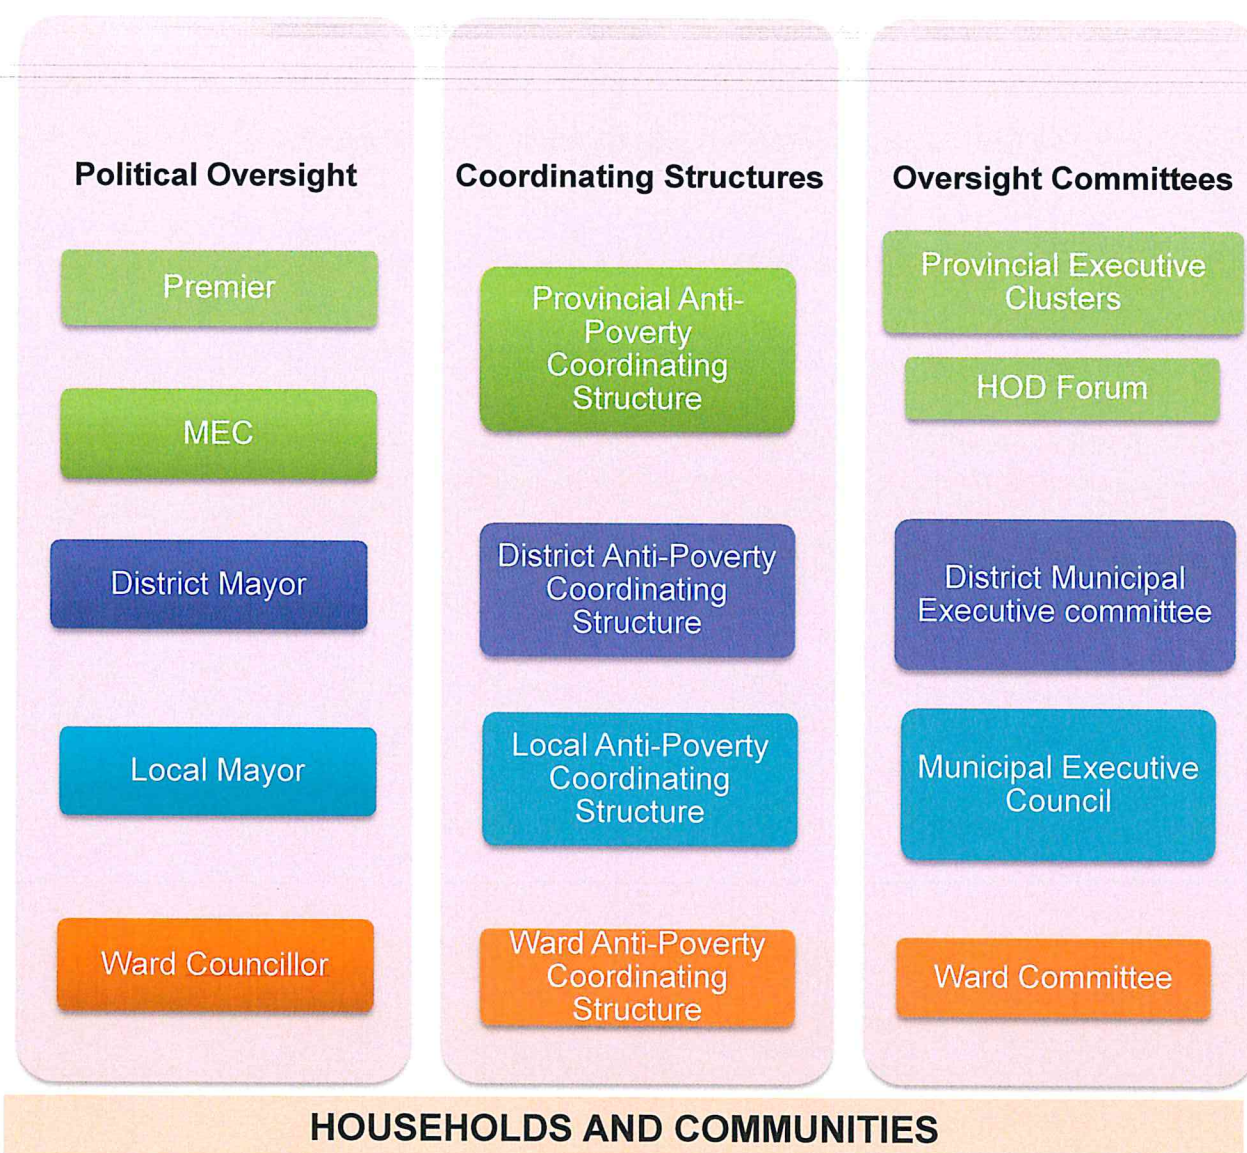 Political Oversight
Premier
MEC
District Mayor
Local Mayor
Ward Councillor
Coordinating Structures
Provincial Anti-
Poverty
Coordinating
Structure
District Anti-Poverty
Coordinating
Structure
Local Anti-Poverty
Coordinating
Structure
Ward Anti-Poverty
Coordinating
Structure
Oversight Committees
Provincial Executive
Clusters
HOD Forum
District Municipal
Executive committee
Municipal Executive
Council
Ward Committee
HOUSEHOLDS AND COMMUNITIES